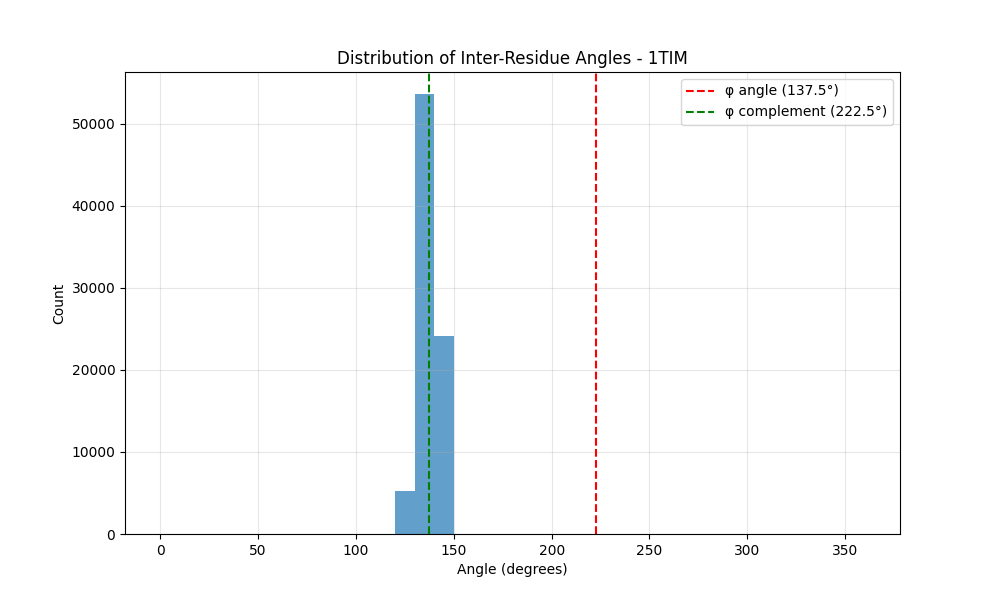 Distribution of Inter-Residue Angles - 1TIM
φ angle (137.5°)
φ complement (222.5°)
50000
40000
30000
20000
10000
0
Count
0 50 100 150 200 250 300 350
Angle (degrees)